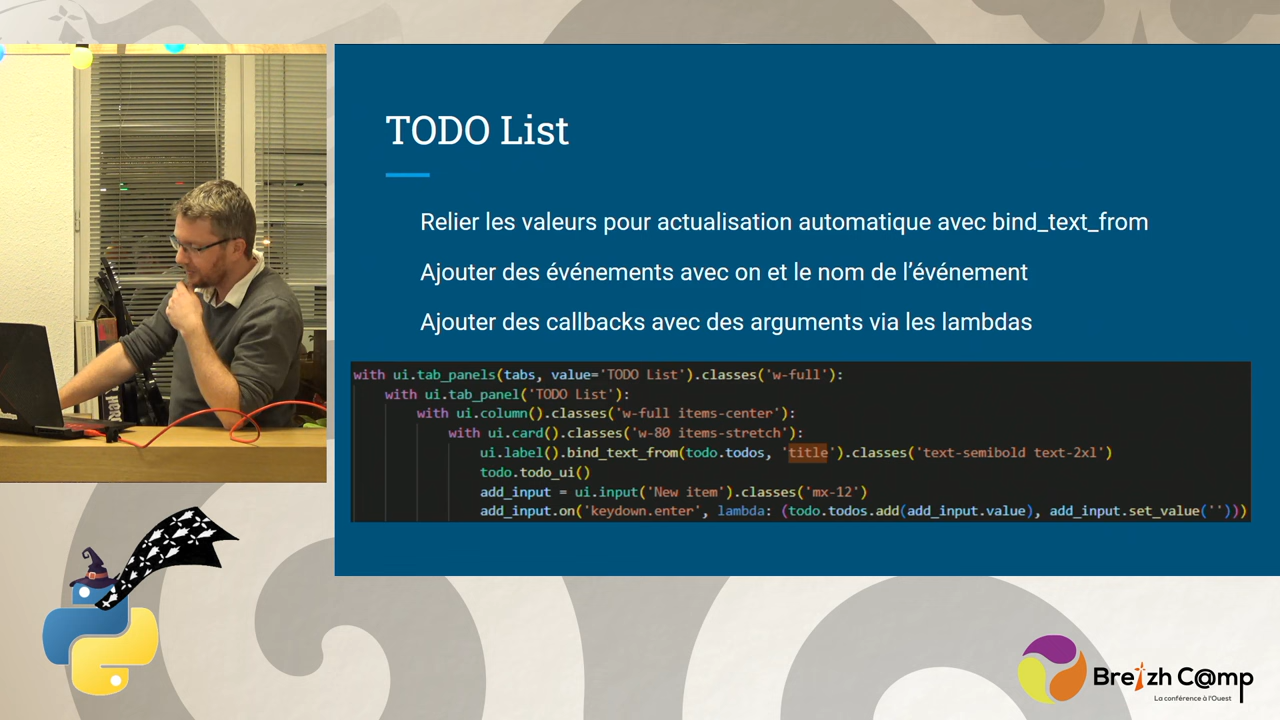 TODO List
Relier les valeurs pour actualisation automatique avec bind_text_from
Ajouter des événements avec on et le nom de l’événement
Ajouter des callbacks avec des arguments via les lambdas
with ui.tab_panels(tabs, value='TODO List').classes('w-full'):
with ui.tab_panel('TODO List'):
with ui.column().classes('w-full items-center'):
with ui.card().classes('w-80 items-stretch'):
ui.label().bind_text_from(todo.todos, 'title').classes('text-semibold text-2xl')
todo.todo_ui()
add_input = ui.input('New item').classes('mx-12')
add_input.on('keydown.enter', lambda: (todo.todos.add(add_input.value), add_input.set_value('')))
Breizh C@mp
La conférence à l'Ouest